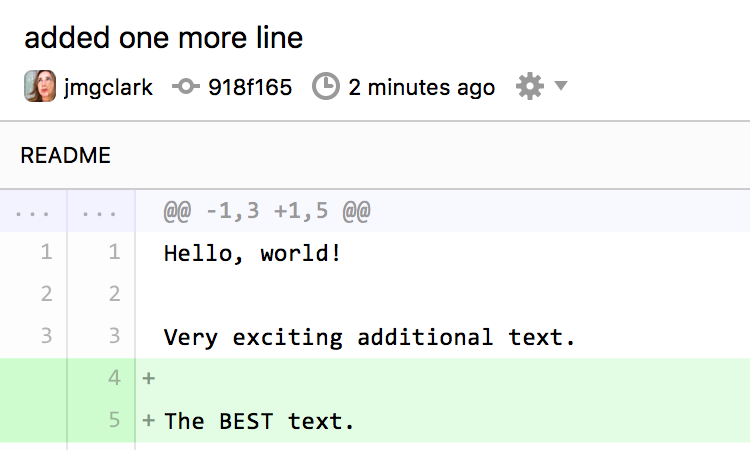 added one more line
jmgclark 918f165 2 minutes ago
README
... ... @@ -1,3 +1,5 @@
1 1 Hello, world!
2 2
3 3 Very exciting additional text.
4 +
5 + The BEST text.